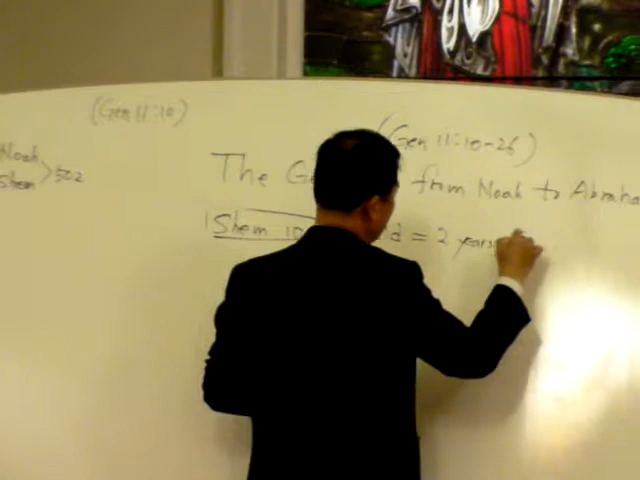 (Gen 11:10)
Noah
Shem > 502
(Gen 11:10-26)
The Ge from Noah to Abraha
Shem 10 d = 2 years